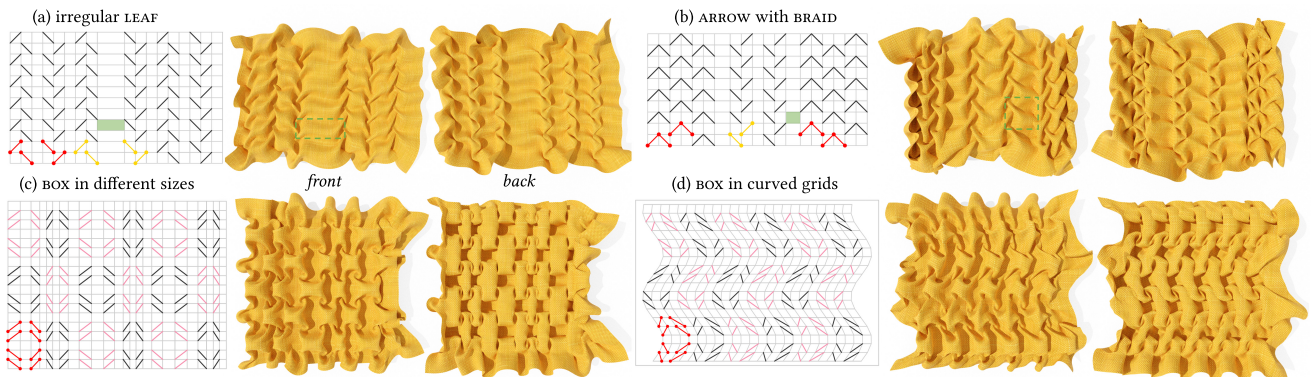 (a) irregular LEAF
(b) ARROW with BRAID
(c) BOX in different sizes
front
back
(d) BOX in curved grids